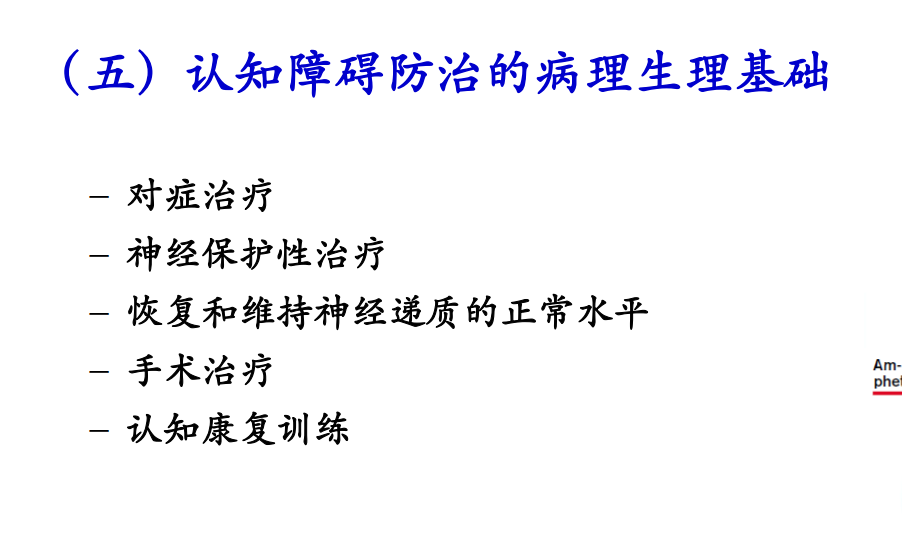 （五）认知障碍防治的病理生理基础
– 对症治疗
– 神经保护性治疗
– 恢复和维持神经递质的正常水平
– 手术治疗
– 认知康复训练
Am-